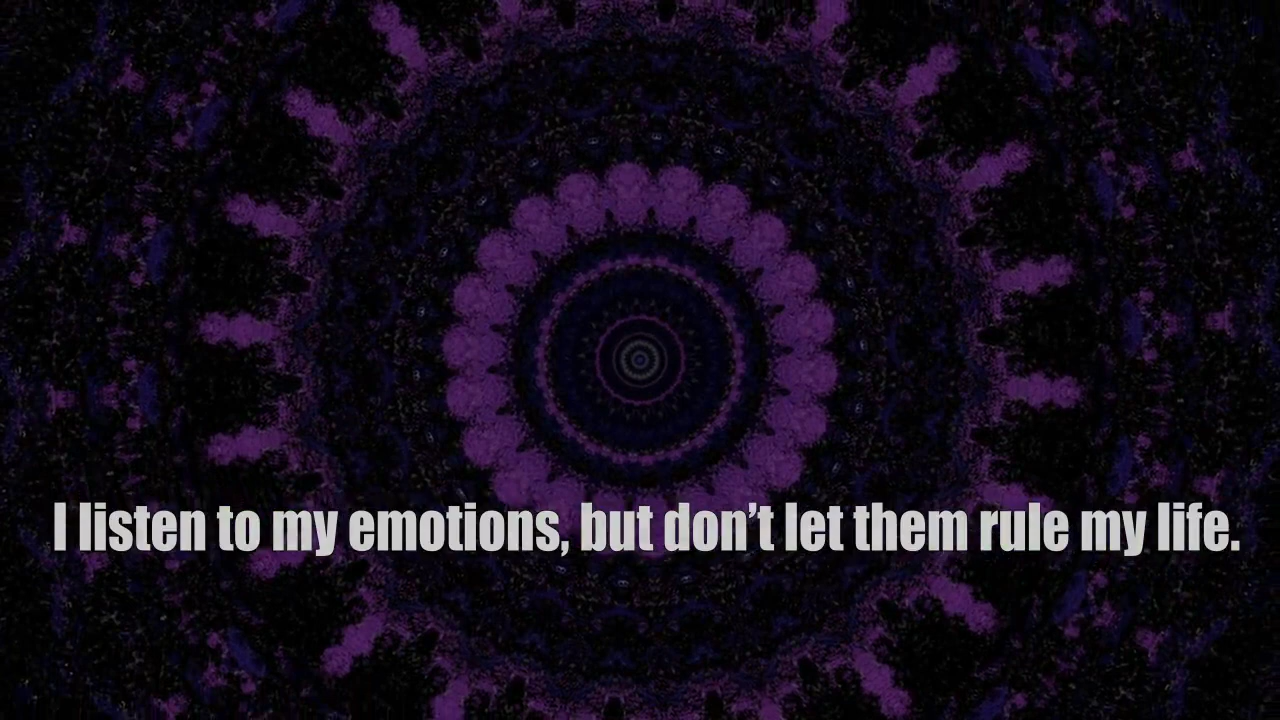 I listen to my emotions, but don’t let them rule my life.